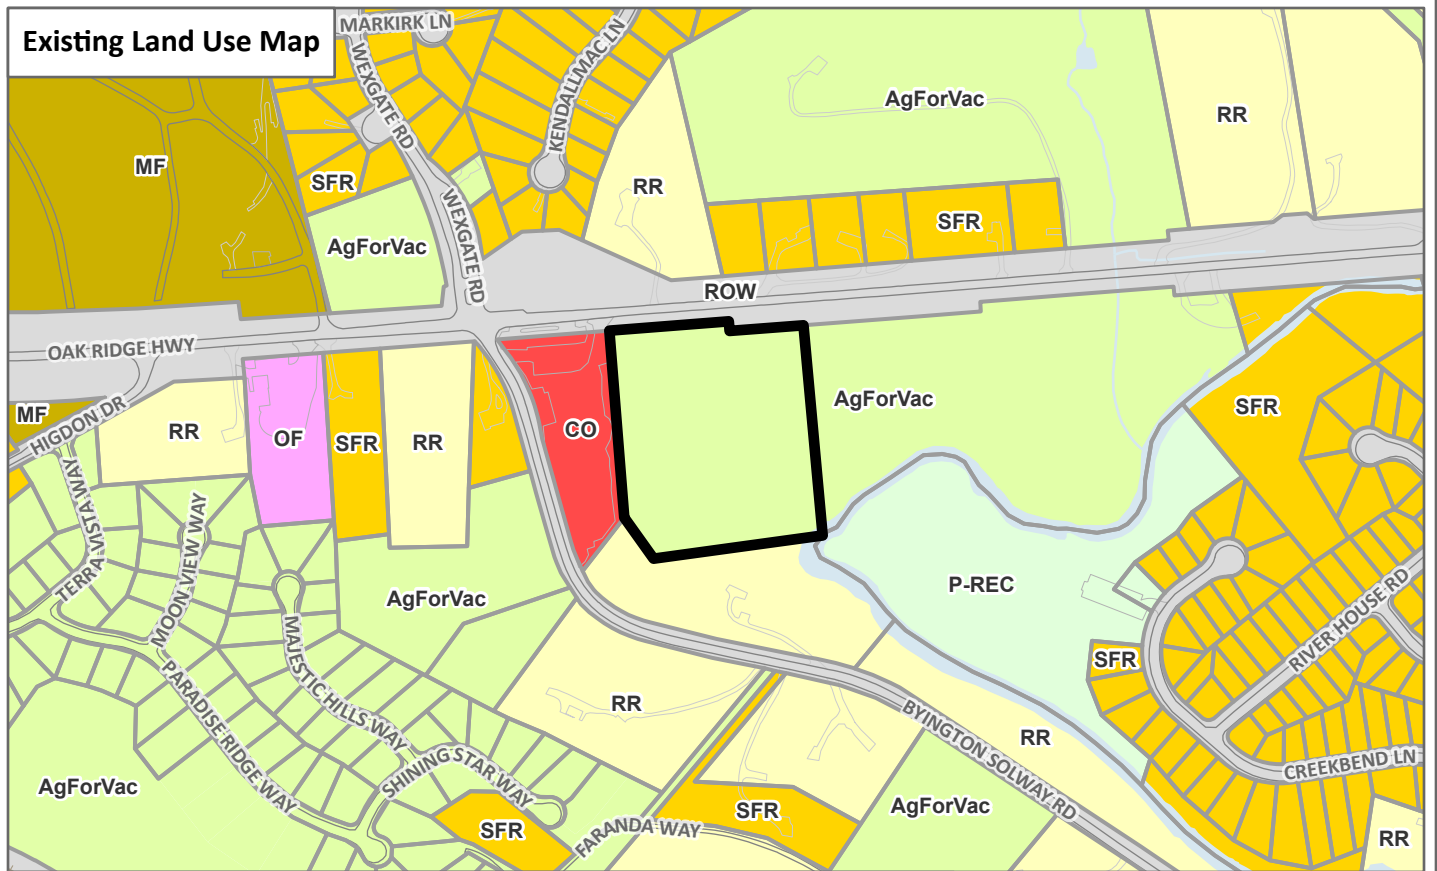 Existing Land Use Map
MARKIRK LN
WEXGATE RD
KENDALLMAC LN
AgForVac
RR
MF
SFR
RR
WEXGATE RD
SFR
AgForVac
ROW
OAK RIDGE HWY
AgForVac
SFR
MF
HIGDON DR
RR
OF
SFR
RR
CO
TERRA VISTA WAY
MOON VIEW WAY
AgForVac
P-REC
RIVER HOUSE RD
MAJESTIC HILLS WAY
SFR
PARADISE RIDGE WAY
RR
BYINGTON SOLWAY RD
RR
CREEKBEND LN
SHINING STAR WAY
AgForVac
SFR
FARANDA WAY
SFR
AgForVac
RR